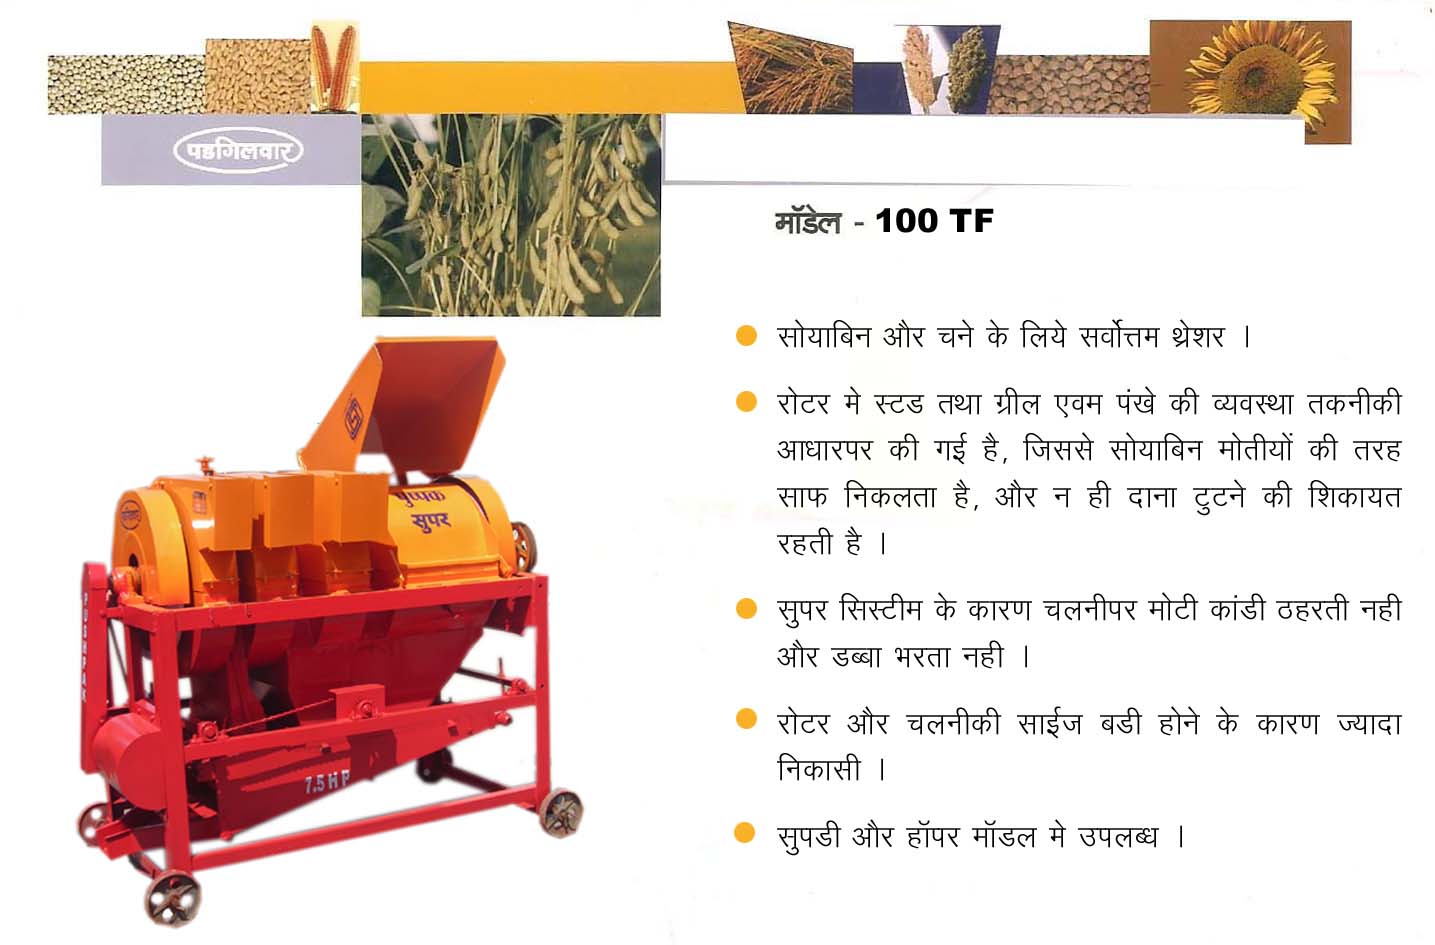 पडगिलवार
मॉडेल - 100 TF
सोयाबिन और चने के लिये सर्वोत्तम थ्रेशर ।
रोटर मे स्टड तथा ग्रील एवम पंखे की व्यवस्था तकनीकी
आधारपर की गई है, जिससे सोयाबिन मोतीयों की तरह
साफ निकलता है, और न ही दाना टुटने की शिकायत
रहती है ।
सुपर सिस्टीम के कारण चलनीपर मोटी कांडी ठहरती नही
और डब्बा भरता नही ।
रोटर और चलनीकी साईज बडी होने के कारण ज्यादा
निकासी ।
सुपडी और हॉपर मॉडल मे उपलब्ध ।
पुष्पक
सुपर
7.5 H P